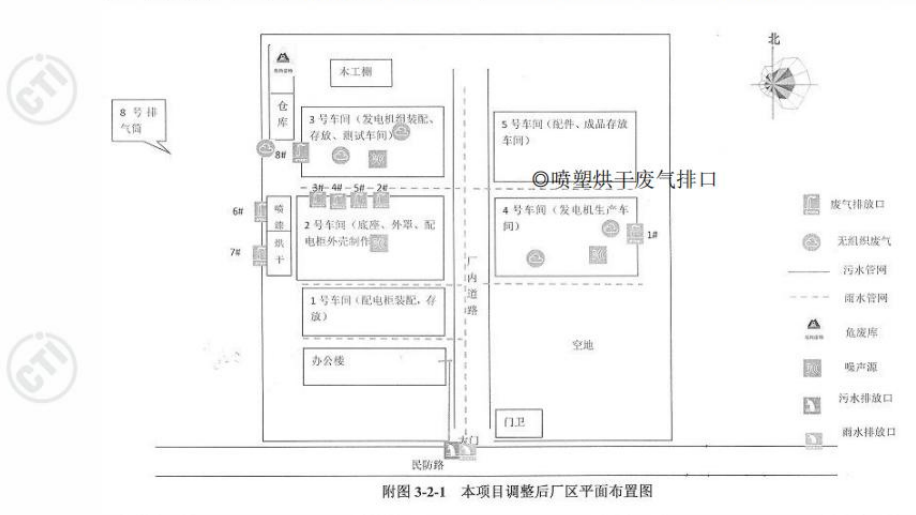 CTI
北
木工棚
仓
库
8 号排
气筒
3 号车间（发电机组装配、
存放、测试车间）
8#
5 号车间（配件、成品存放
车间）
◎喷塑烘干废气排口
3#
4#
5#
2#
6#
喷
漆
烘
干
7#
2 号车间（底座、外罩、配
电柜外壳制作
4 号车间（发电机生产车
间）
1#
厂
内
道
路
1 号车间（配电柜装配，存
放）
办公楼
空地
门卫
大门
民防路
CTI
废气排放口
无组织废气
污水管网
雨水管网
危废库
噪声源
污水排放口
雨水排放口
附图 3-2-1 本项目调整后厂区平面布置图